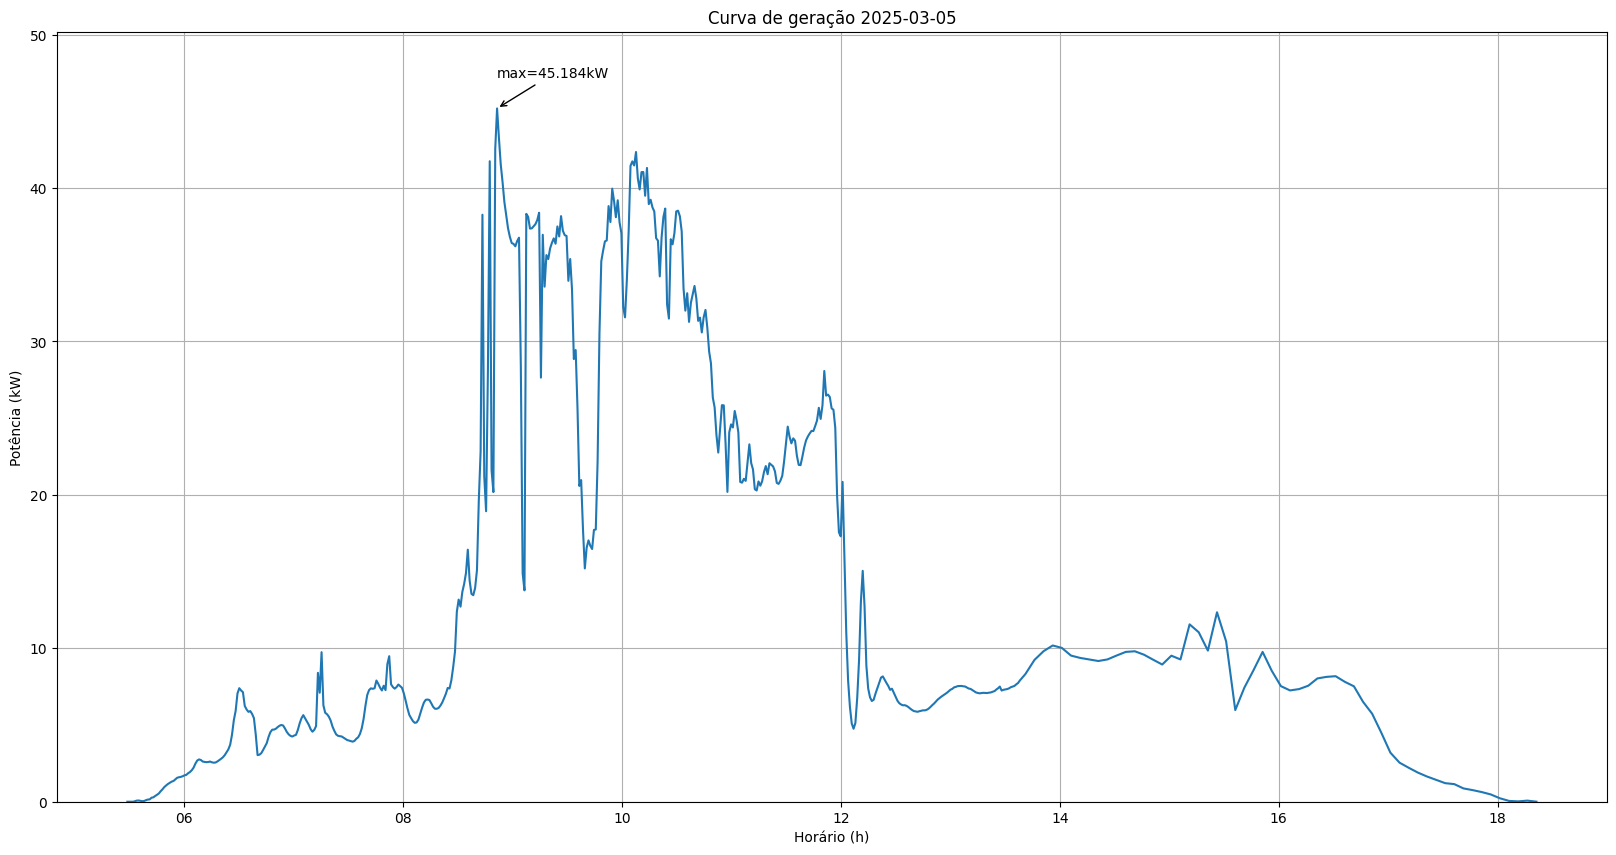 Curva de geração 2025-03-05
50
max=45.184kW
40
30
Potência (kW)
20
10
0
06 08 10 12 14 16 18
Horário (h)